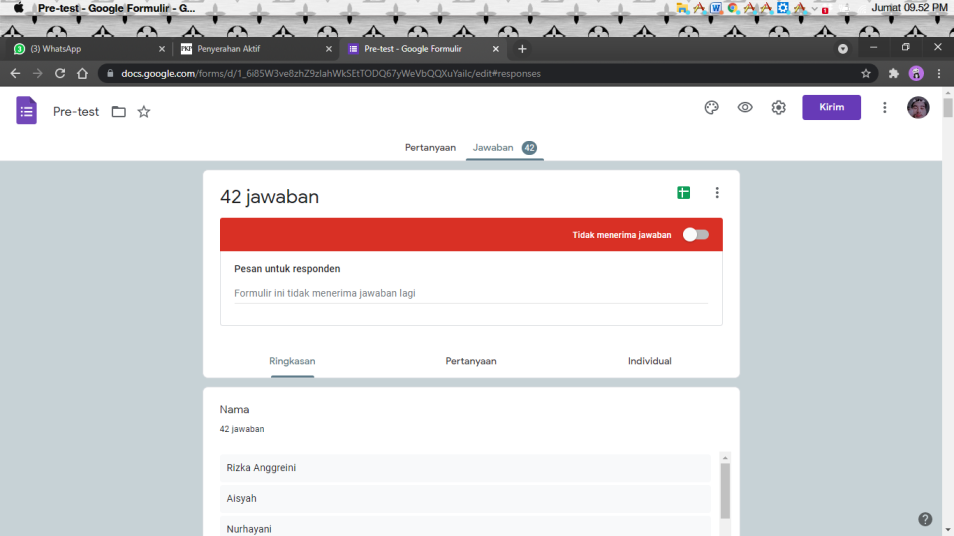 Pre-test - Google Formulir - G...
Jumat 09.52 PM
(3) WhatsApp
PKP Penyerahan Aktif
Pre-test - Google Formulir
docs.google.com/forms/d/1_6i85W3ve8zhZ9zIahWkSEtTODQ67yWeVbQQXuYailc/edit#responses
Pre-test
Kirim
Pertanyaan
Jawaban 42
42 jawaban
Tidak menerima jawaban
Pesan untuk responden
Formulir ini tidak menerima jawaban lagi
Ringkasan
Pertanyaan
Individual
Nama
42 jawaban
Rizka Anggreini
Aisyah
Nurhayani